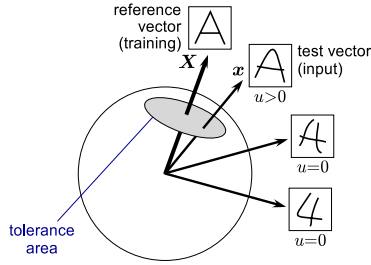 reference
vector
(training)
A
X
x
A
test vector
(input)
u>0
A
u=0
4
u=0
tolerance
area